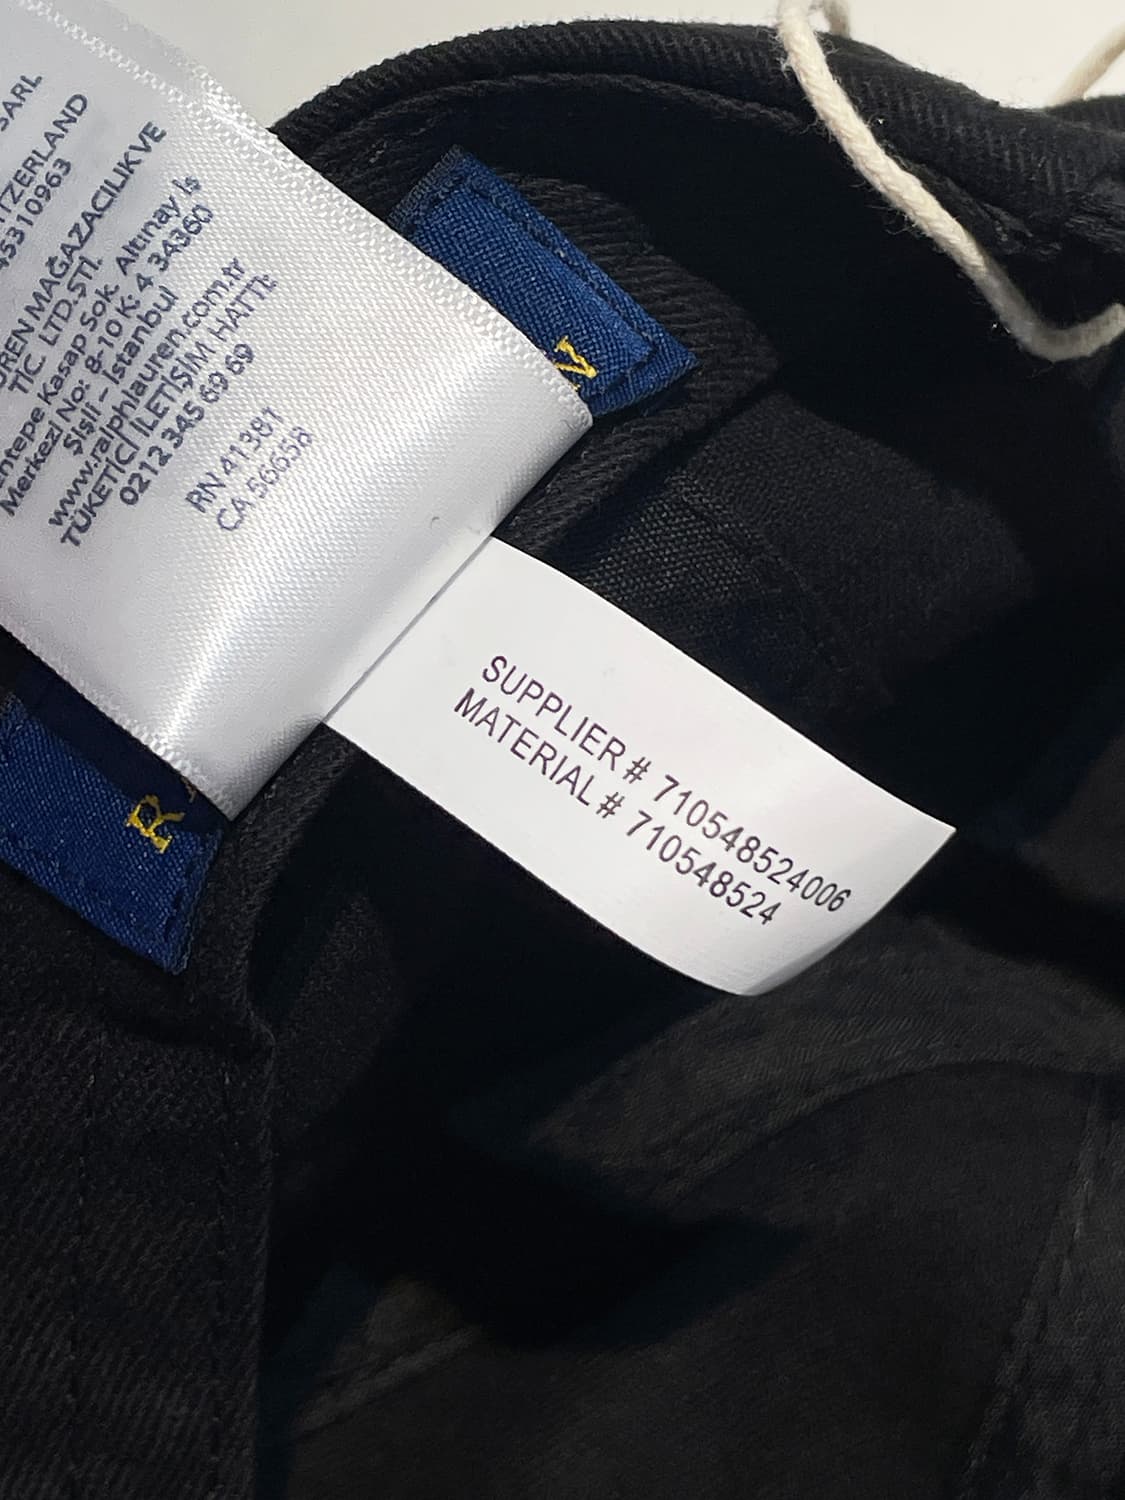 SARL
TZERLAND
45310963
UREN MAĞAZACILIK VE
TİC. LTD.ŞTİ.
ntepe Kasap Sok. Altınay İş
Merkezi No: 8-10 K: 4 34360
Şişli – İstanbul
www.ralphlauren.com.tr
TÜKETİCİ İLETİŞİM HATTI:
0212 345 69 69
RN 41381
CA 56658
N
R
SUPPLIER # 710548524006
MATERIAL # 710548524